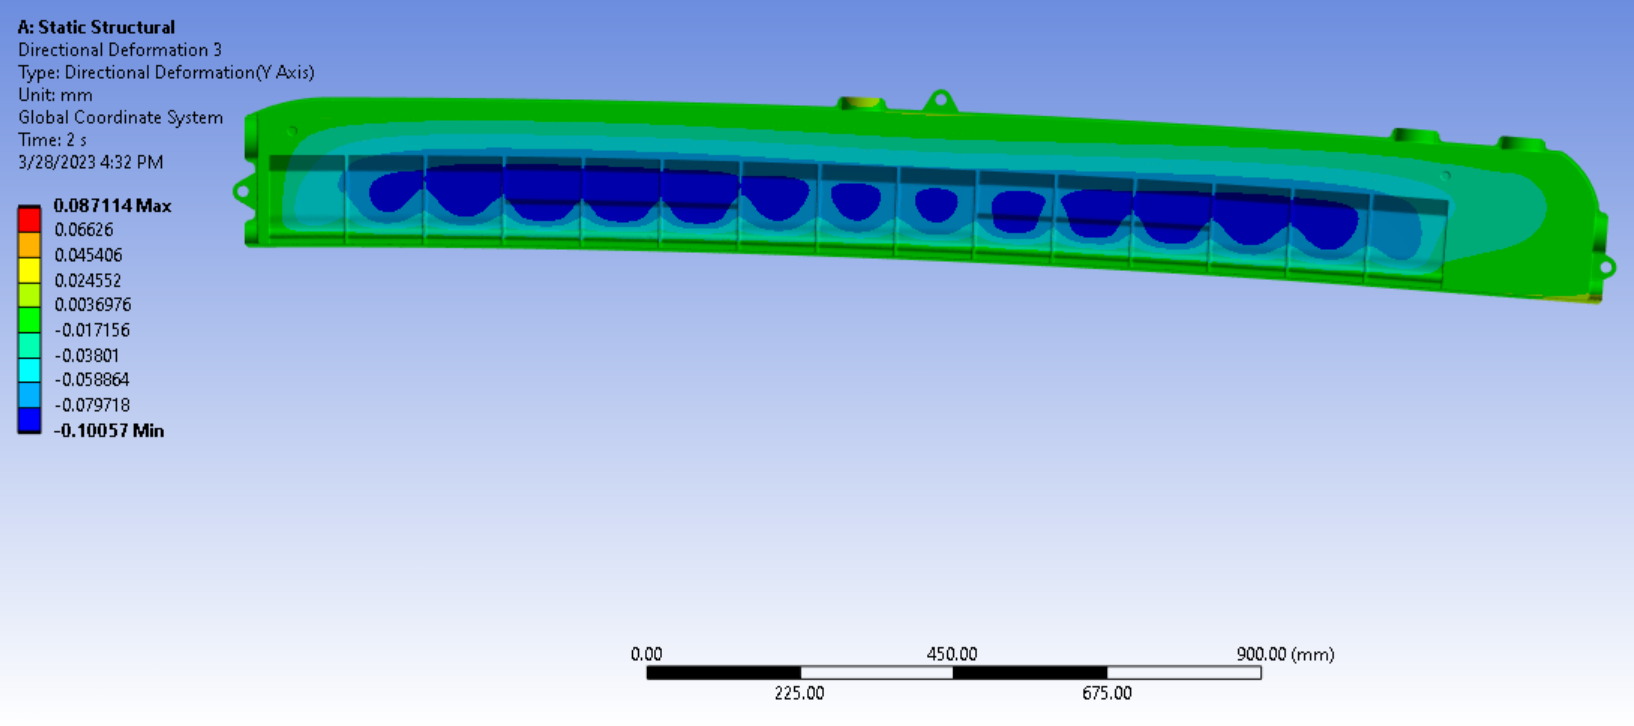 A: Static Structural
Directional Deformation 3
Type: Directional Deformation(Y Axis)
Unit: mm
Global Coordinate System
Time: 2 s
3/28/2023 4:32 PM
0.087114 Max
0.06626
0.045406
0.024552
0.0036976
-0.017156
-0.03801
-0.058864
-0.079718
-0.10057 Min
0.00 450.00 900.00 (mm)
225.00 675.00